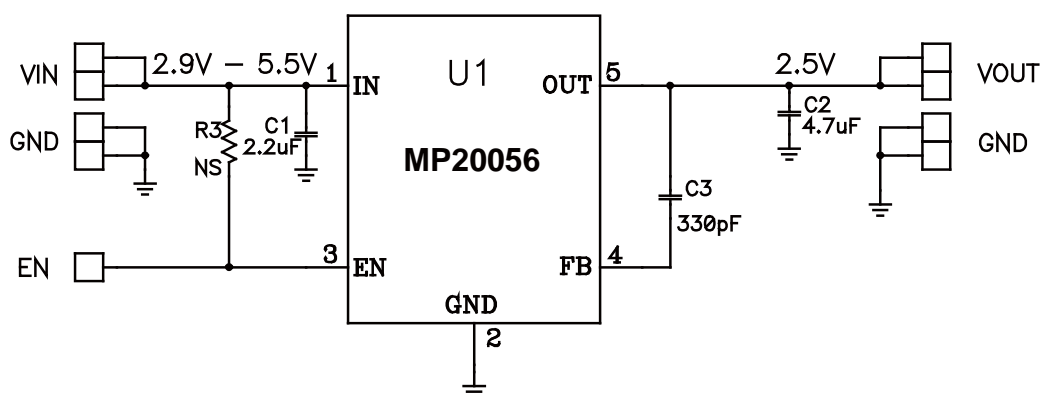 VIN
2.9V – 5.5V
1
IN
U1
OUT
5
2.5V
VOUT
GND
R3
NS
C1
2.2uF
MP20056
C2
4.7uF
GND
C3
330pF
EN
3
EN
FB
4
GND
2